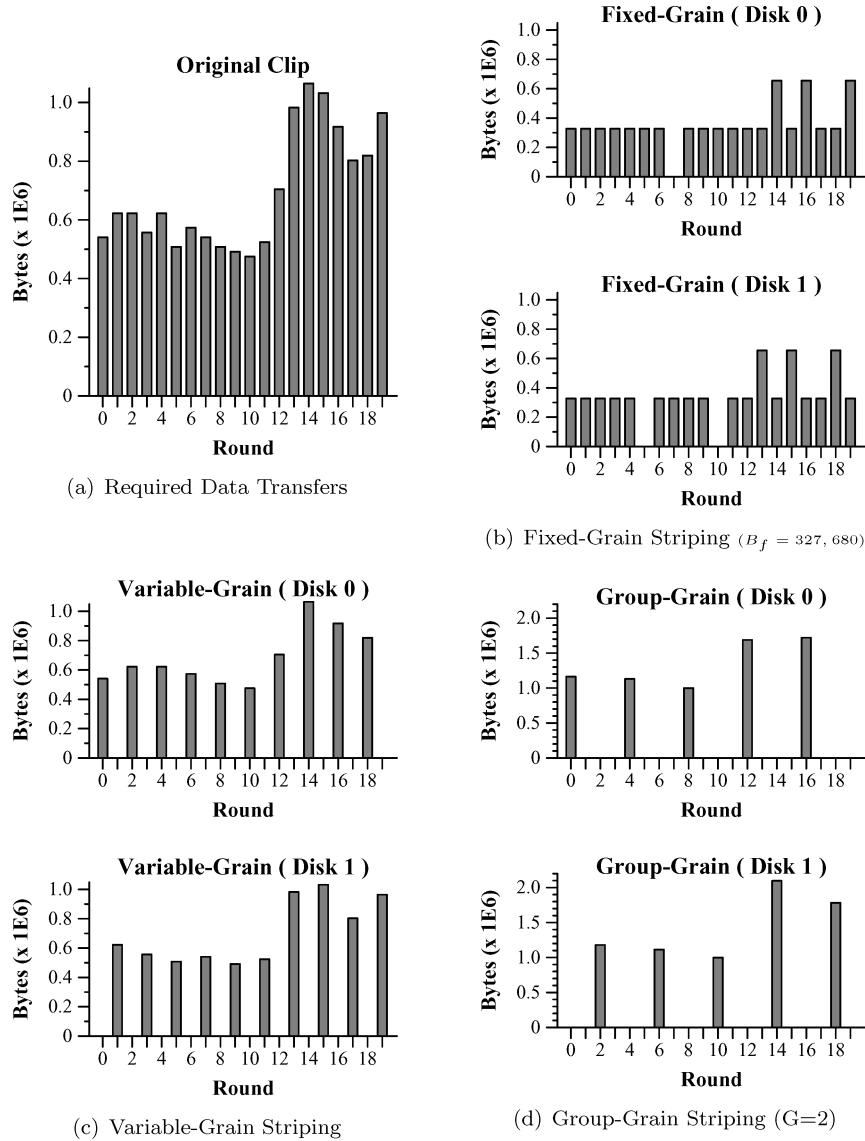 Original Clip
Bytes (x 1E6)
1.0
0.8
0.6
0.4
0.2
0
0 2 4 6 8 10 12 14 16 18
Round
(a) Required Data Transfers
Fixed-Grain ( Disk 0 )
Bytes (x 1E6)
1.0
0.8
0.6
0.4
0.2
0
0 2 4 6 8 10 12 14 16 18
Round
Fixed-Grain ( Disk 1 )
Bytes (x 1E6)
1.0
0.8
0.6
0.4
0.2
0
0 2 4 6 8 10 12 14 16 18
Round
(b) Fixed-Grain Striping (B_f = 327, 680)
Variable-Grain ( Disk 0 )
Bytes (x 1E6)
1.0
0.8
0.6
0.4
0.2
0
0 2 4 6 8 10 12 14 16 18
Round
Variable-Grain ( Disk 1 )
Bytes (x 1E6)
1.0
0.8
0.6
0.4
0.2
0
0 2 4 6 8 10 12 14 16 18
Round
(c) Variable-Grain Striping
Group-Grain ( Disk 0 )
Bytes (x 1E6)
2.0
1.5
1.0
0.5
0
0 2 4 6 8 10 12 14 16 18
Round
Group-Grain ( Disk 1 )
Bytes (x 1E6)
2.0
1.5
1.0
0.5
0
0 2 4 6 8 10 12 14 16 18
Round
(d) Group-Grain Striping (G=2)